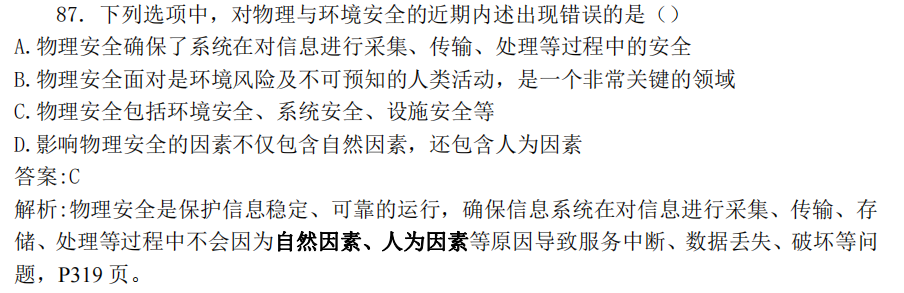 87. 下列选项中，对物理与环境安全的近期内述出现错误的是（）
A.物理安全确保了系统在对信息进行采集、传输、处理等过程中的安全
B.物理安全面对是环境风险及不可预知的人类活动，是一个非常关键的领域
C.物理安全包括环境安全、系统安全、设施安全等
D.影响物理安全的因素不仅包含自然因素，还包含人为因素
答案:C
解析:物理安全是保护信息稳定、可靠的运行，确保信息系统在对信息进行采集、传输、存
储、处理等过程中不会因为自然因素、人为因素等原因导致服务中断、数据丢失、破坏等问
题，P319 页。